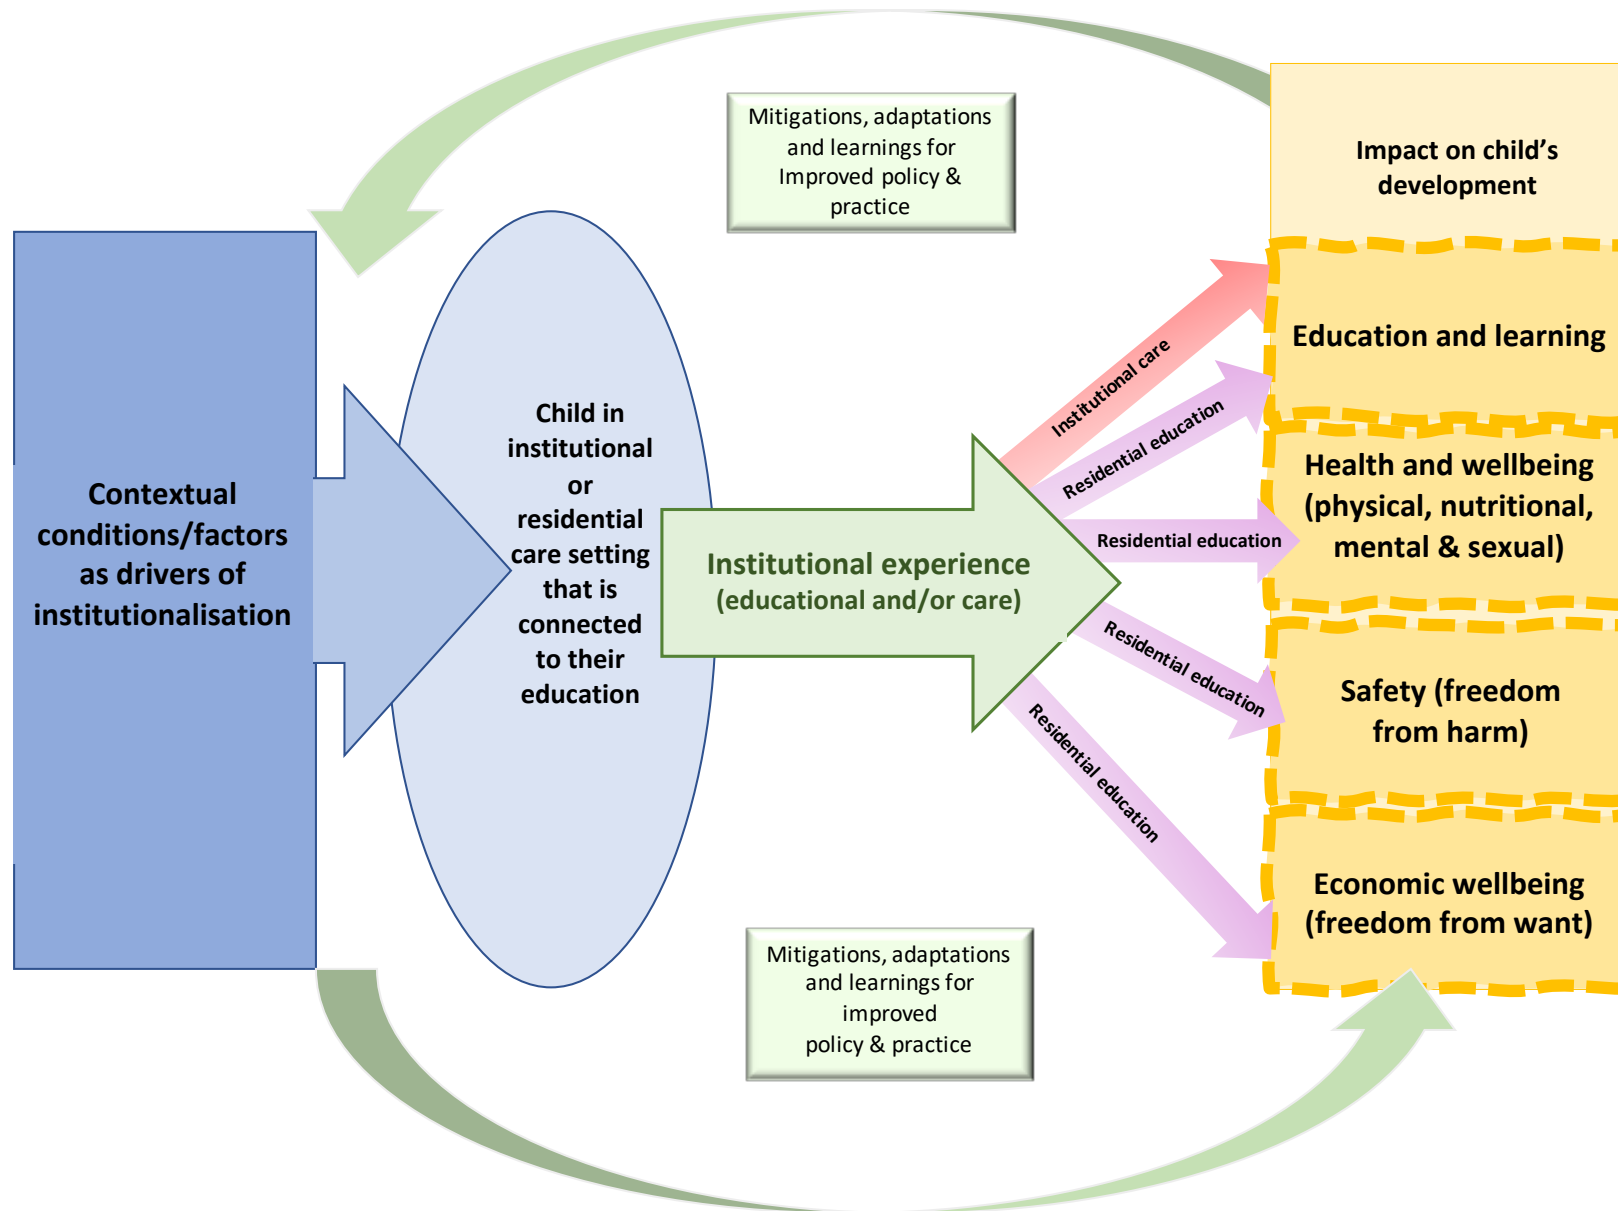 Mitigations, adaptations
and learnings for
Improved policy &
practice
Impact on child’s
development
Contextual
conditions/factors
as drivers of
institutionalisation
Child in
institutional
or
residential
care setting
that is
connected
to their
education
Institutional experience
(educational and/or care)
Institutional care
Residential education
Residential education
Residential education
Residential education
Education and learning
Health and wellbeing
(physical, nutritional,
mental & sexual)
Safety (freedom
from harm)
Economic wellbeing
(freedom from want)
Mitigations, adaptations
and learnings for
improved
policy & practice